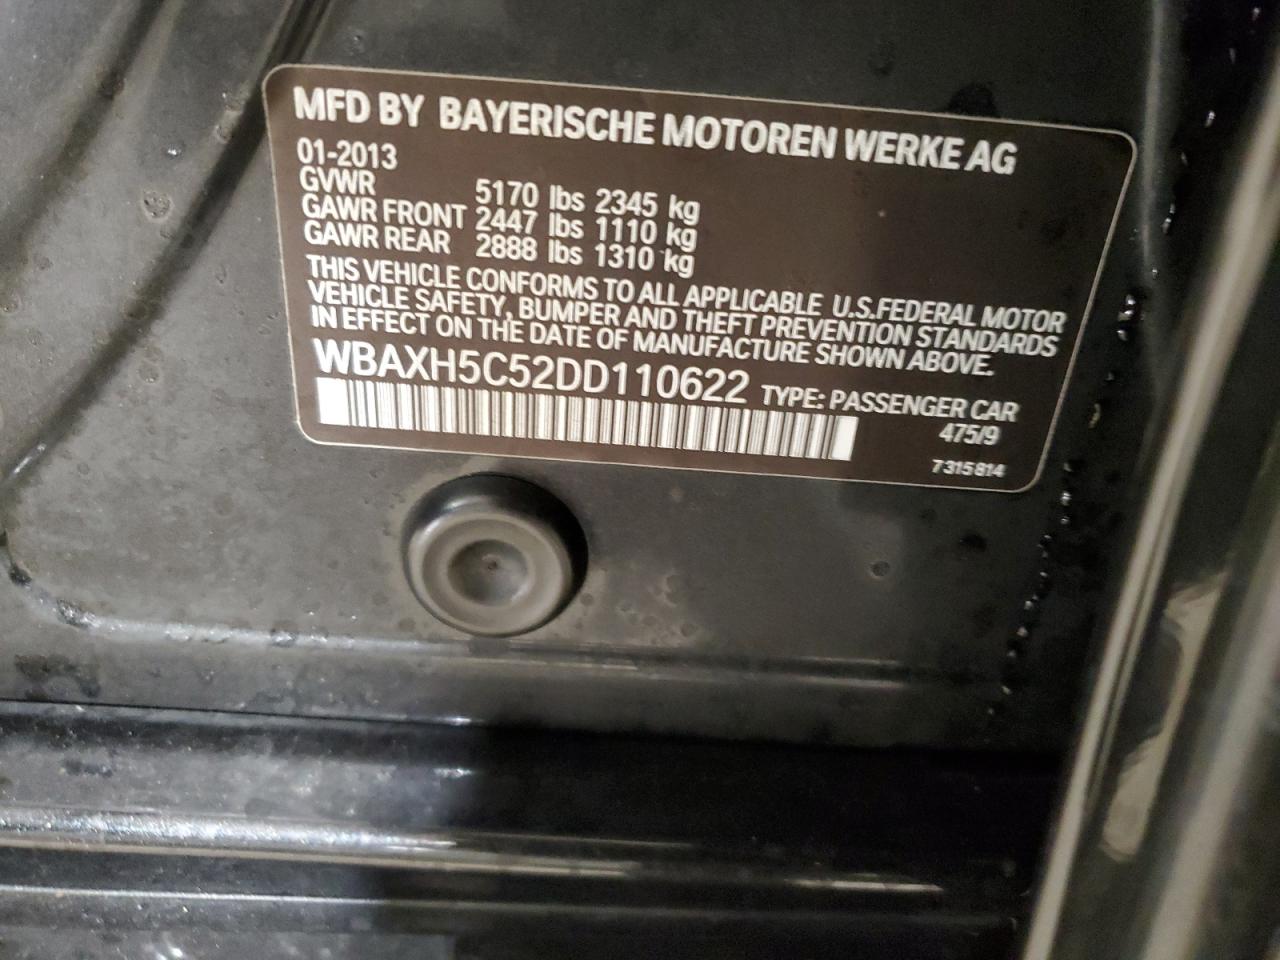 MFD BY BAYERISCHE MOTOREN WERKE AG
01-2013
GVWR 5170 lbs 2345 kg
GAWR FRONT 2447 lbs 1110 kg
GAWR REAR 2888 lbs 1310 kg
THIS VEHICLE CONFORMS TO ALL APPLICABLE U.S.FEDERAL MOTOR
VEHICLE SAFETY, BUMPER AND THEFT PREVENTION STANDARDS
IN EFFECT ON THE DATE OF MANUFACTURE SHOWN ABOVE.
WBAXH5C52DD110622 TYPE: PASSENGER CAR
475/9
7315814